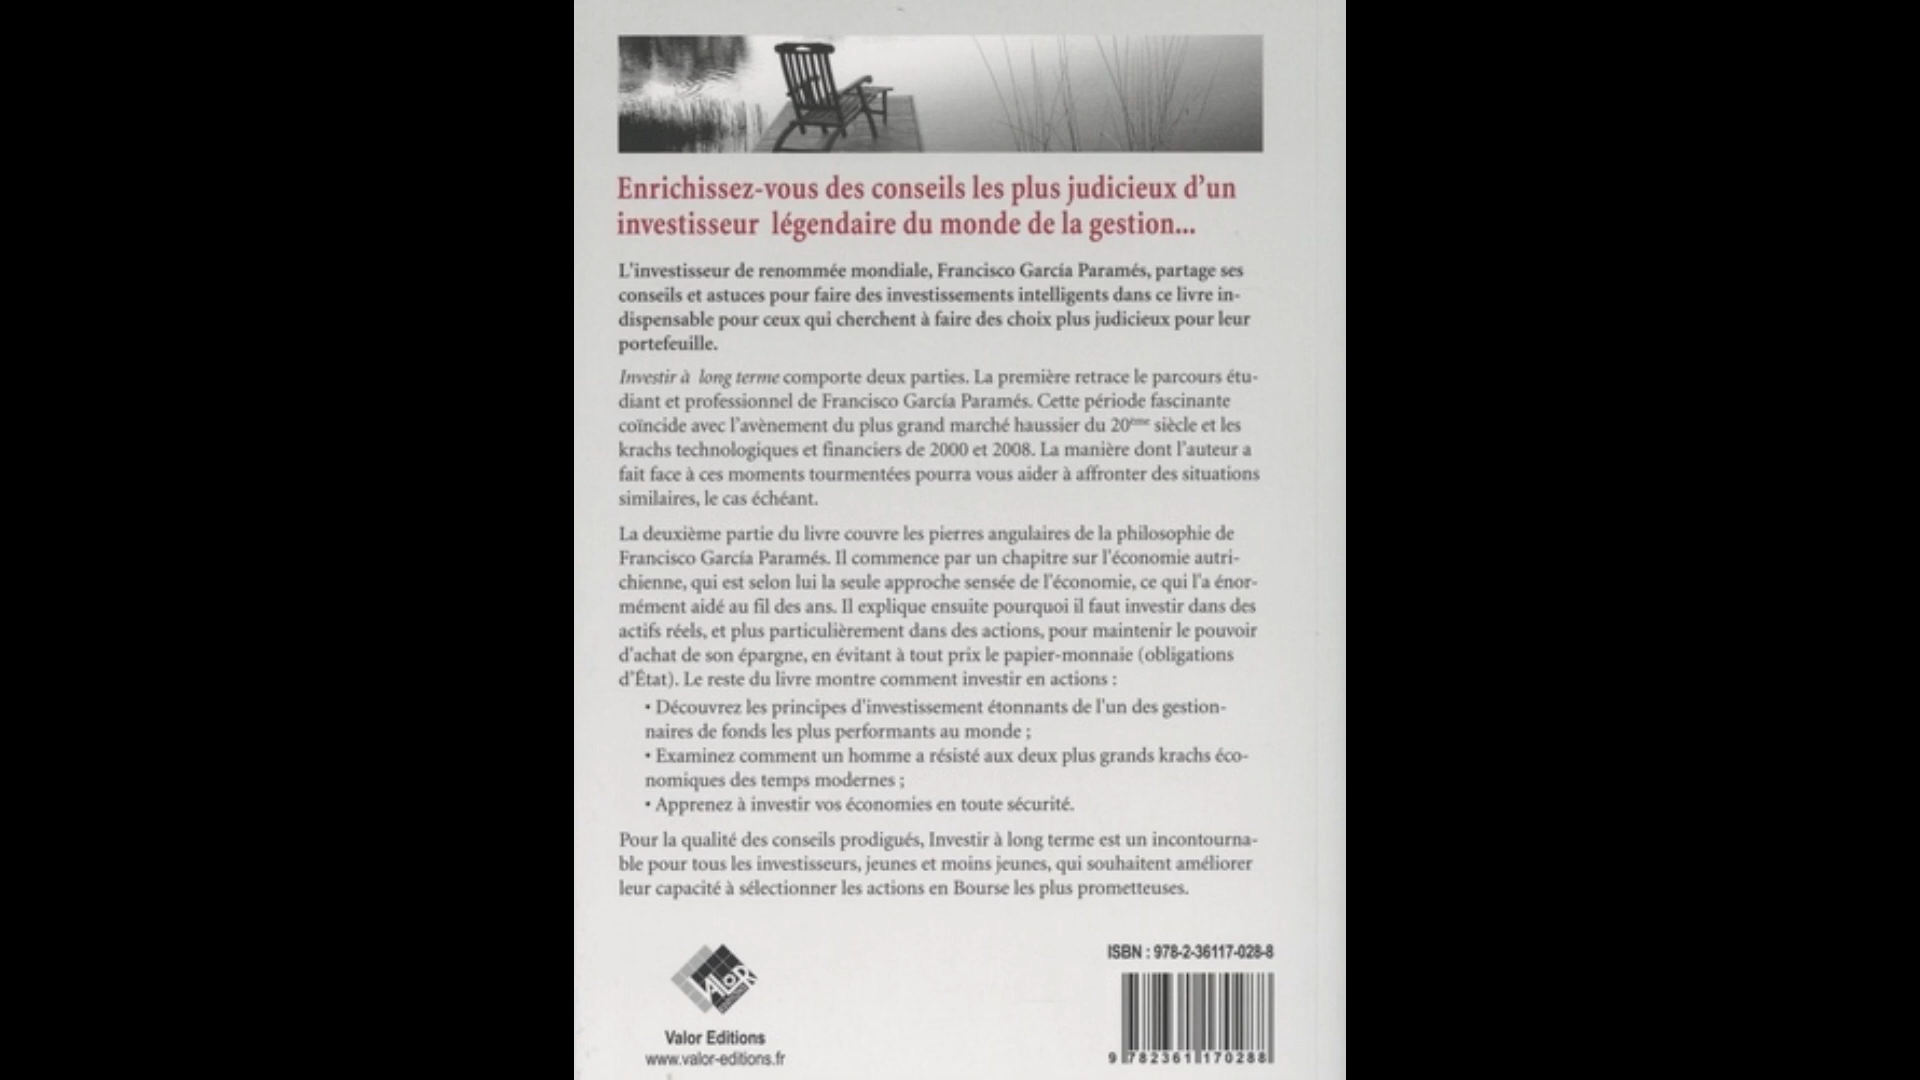 Enrichissez-vous des conseils les plus judicieux d'un
investisseur légendaire du monde de la gestion...
L'investisseur de renommée mondiale, Francisco García Paramés, partage ses
conseils et astuces pour faire des investissements intelligents dans ce livre in-
dispensable pour ceux qui cherchent à faire des choix plus judicieux pour leur
portefeuille.
Investir à long terme comporte deux parties. La première retrace le parcours étu-
diant et professionnel de Francisco García Paramés. Cette période fascinante
coïncide avec l'avènement du plus grand marché haussier du 20ème siècle et les
krachs technologiques et financiers de 2000 et 2008. La manière dont l'auteur a
fait face à ces moments tourmentées pourra vous aider à affronter des situations
similaires, le cas échéant.
La deuxième partie du livre couvre les pierres angulaires de la philosophie de
Francisco García Paramés. Il commence par un chapitre sur l'économie autri-
chienne, qui est selon lui la seule approche sensée de l'économie, ce qui l'a énor-
mément aidé au fil des ans. Il explique ensuite pourquoi il faut investir dans des
actifs réels, et plus particulièrement dans des actions, pour maintenir le pouvoir
d'achat de son épargne, en évitant à tout prix le papier-monnaie (obligations
d'État). Le reste du livre montre comment investir en actions :
• Découvrez les principes d'investissement étonnants de l'un des gestion-
naires de fonds les plus performants au monde ;
• Examinez comment un homme a résisté aux deux plus grands krachs éco-
nomiques des temps modernes ;
• Apprenez à investir vos économies en toute sécurité.
Pour la qualité des conseils prodigués, Investir à long terme est un incontourna-
ble pour tous les investisseurs, jeunes et moins jeunes, qui souhaitent améliorer
leur capacité à sélectionner les actions en Bourse les plus prometteuses.
VALOR
Valor Editions
www.valor-editions.fr
ISBN : 978-2-36117-028-8
9 782361 170288